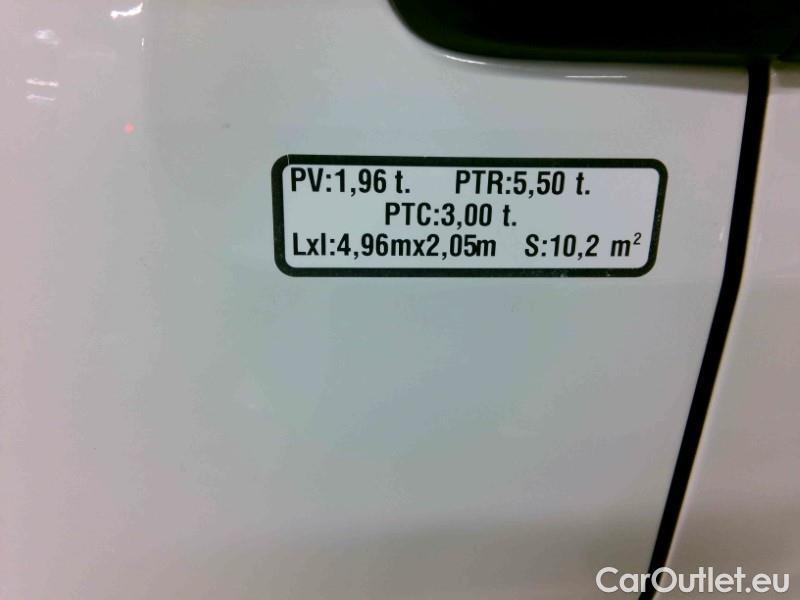 PV:1,96 t. PTR:5,50 t.
PTC:3,00 t.
Lxl:4,96mx2,05m S:10,2 m²
CarOutlet.eu